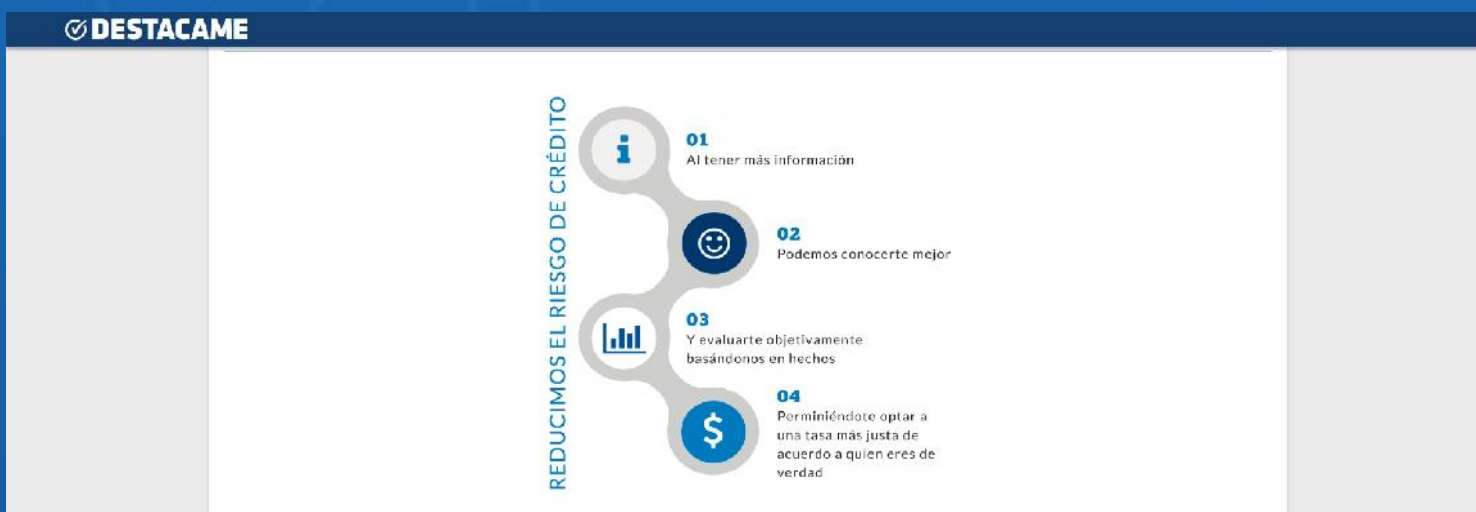 DESTACAME
REDUCIMOS EL RIESGO DE CRÉDITO
01
Al tener más información
02
Podemos conocerte mejor
03
Y evaluarte objetivamente
basándonos en hechos
04
Perminiéndote optar a
una tasa más justa de
acuerdo a quien eres de
verdad